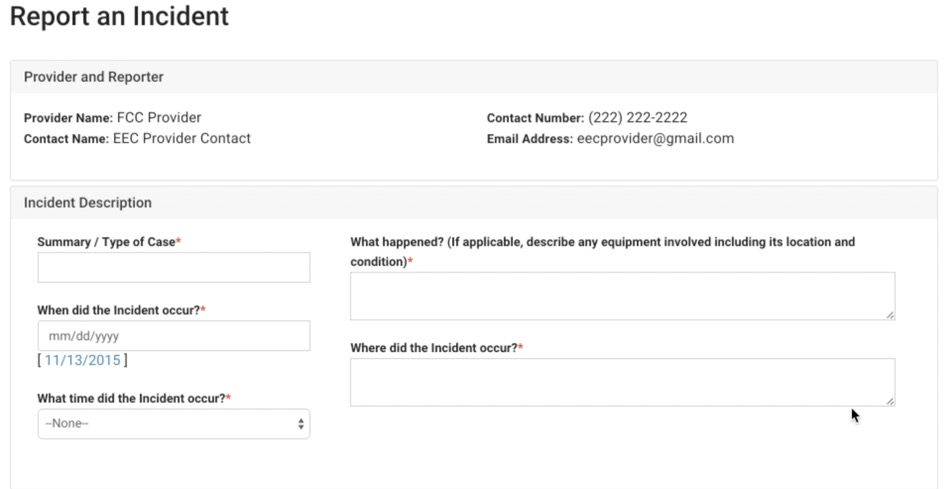 Report an Incident
Provider and Reporter
Provider Name: FCC Provider
Contact Name: EEC Provider Contact
Contact Number: (222) 222-2222
Email Address: eecprovider@gmail.com
Incident Description
Summary / Type of Case*
When did the Incident occur?*
mm/dd/yyyy
[ 11/13/2015 ]
What time did the Incident occur?*
--None--
What happened? (If applicable, describe any equipment involved including its location and
condition)*
Where did the Incident occur?*